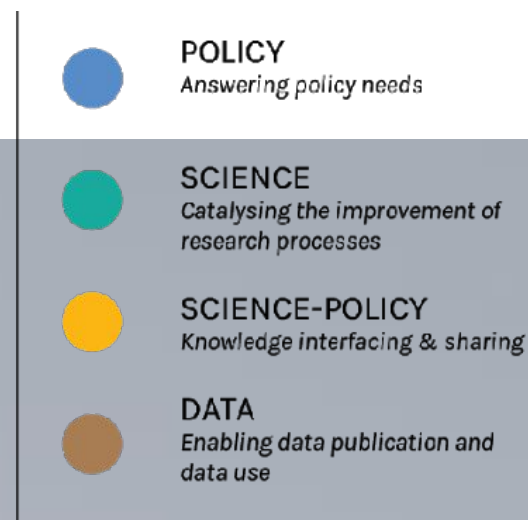 POLICY
Answering policy needs
SCIENCE
Catalysing the improvement of
research processes
SCIENCE-POLICY
Knowledge interfacing & sharing
DATA
Enabling data publication and
data use